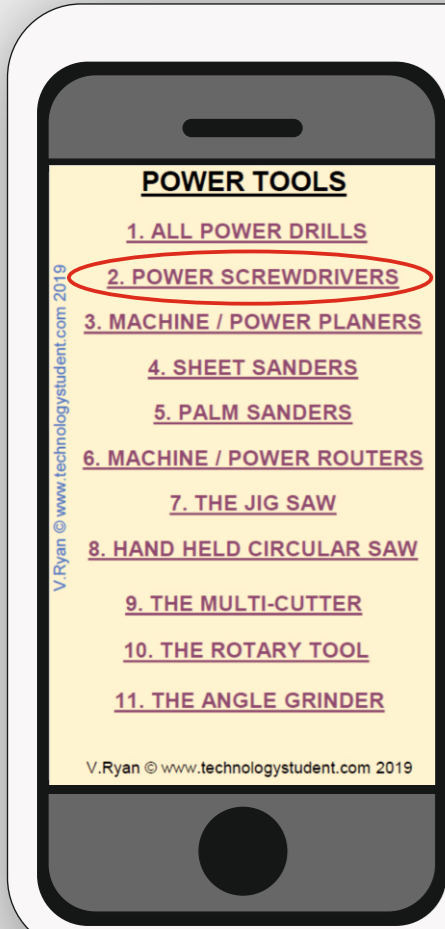 POWER TOOLS
1. ALL POWER DRILLS
2. POWER SCREWDRIVERS
3. MACHINE / POWER PLANERS
4. SHEET SANDERS
5. PALM SANDERS
6. MACHINE / POWER ROUTERS
7. THE JIG SAW
8. HAND HELD CIRCULAR SAW
9. THE MULTI-CUTTER
10. THE ROTARY TOOL
11. THE ANGLE GRINDER
V.Ryan © www.technologystudent.com 2019
V.Ryan © www.technologystudent.com 2019